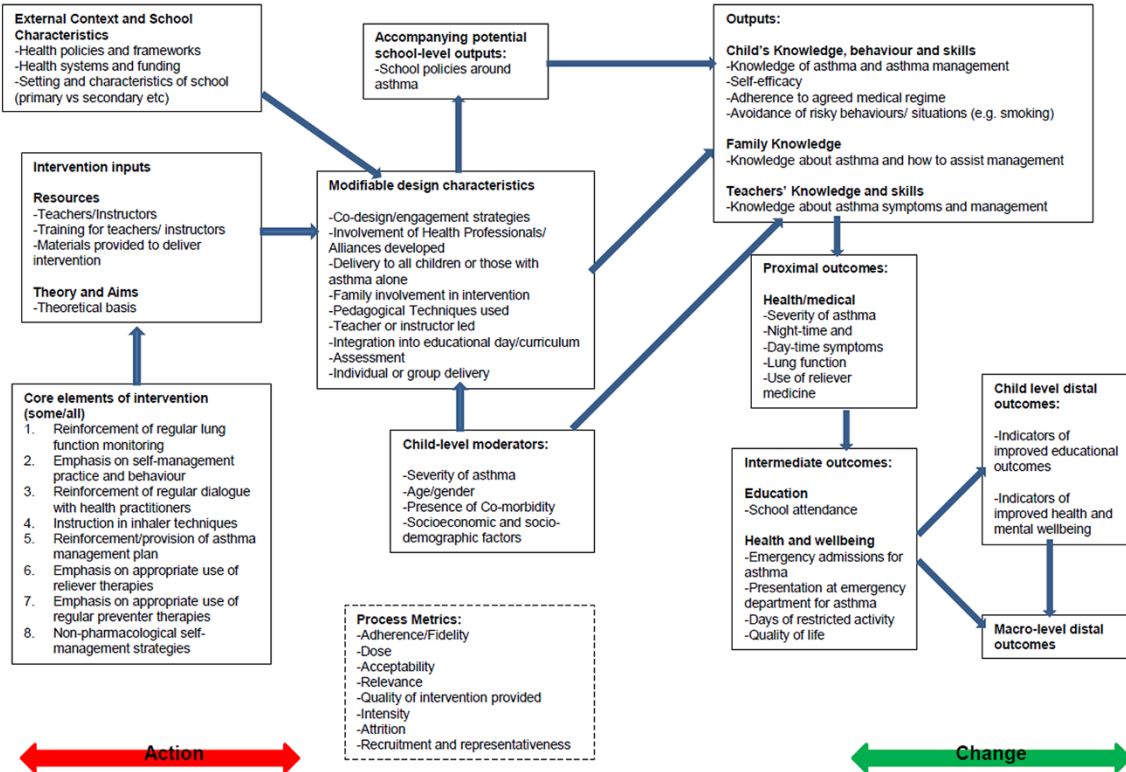 External Context and School
Characteristics
-Health policies and frameworks
-Health systems and funding
-Setting and characteristics of school
(primary vs secondary etc)
Accompanying potential
school-level outputs:
-School policies around
asthma
Outputs:
Child's Knowledge, behaviour and skills
-Knowledge of asthma and asthma management
-Self-efficacy
-Adherence to agreed medical regime
-Avoidance of risky behaviours/ situations (e.g. smoking)
Family Knowledge
-Knowledge about asthma and how to assist management
Teachers' Knowledge and skills
-Knowledge about asthma symptoms and management
Intervention inputs
Resources
-Teachers/Instructors
-Training for teachers/ instructors
-Materials provided to deliver
intervention
Theory and Aims
-Theoretical basis
Modifiable design characteristics
-Co-design/engagement strategies
-Involvement of Health Professionals/
Alliances developed
-Delivery to all children or those with
asthma alone
-Family involvement in intervention
-Pedagogical Techniques used
-Teacher or instructor led
-Integration into educational day/curriculum
-Assessment
-Individual or group delivery
Proximal outcomes:
Health/medical
-Severity of asthma
-Night-time and
-Day-time symptoms
-Lung function
-Use of reliever
medicine
Core elements of intervention
(some/all)
1. Reinforcement of regular lung
function monitoring
2. Emphasis on self-management
practice and behaviour
3. Reinforcement of regular dialogue
with health practitioners
4. Instruction in inhaler techniques
5. Reinforcement/provision of asthma
management plan
6. Emphasis on appropriate use of
reliever therapies
7. Emphasis on appropriate use of
regular preventer therapies
8. Non-pharmacological self-
management strategies
Child-level moderators:
-Severity of asthma
-Age/gender
-Presence of Co-morbidity
-Socioeconomic and socio-
demographic factors
Intermediate outcomes:
Education
-School attendance
Health and wellbeing
-Emergency admissions for
asthma
-Presentation at emergency
department for asthma
-Days of restricted activity
-Quality of life
Child level distal
outcomes:
-Indicators of
improved educational
outcomes
-Indicators of
improved health and
mental wellbeing
Macro-level distal
outcomes
Process Metrics:
-Adherence/Fidelity
-Dose
-Acceptability
-Relevance
-Quality of intervention provided
-Intensity
-Attrition
-Recruitment and representativeness
Action
Change